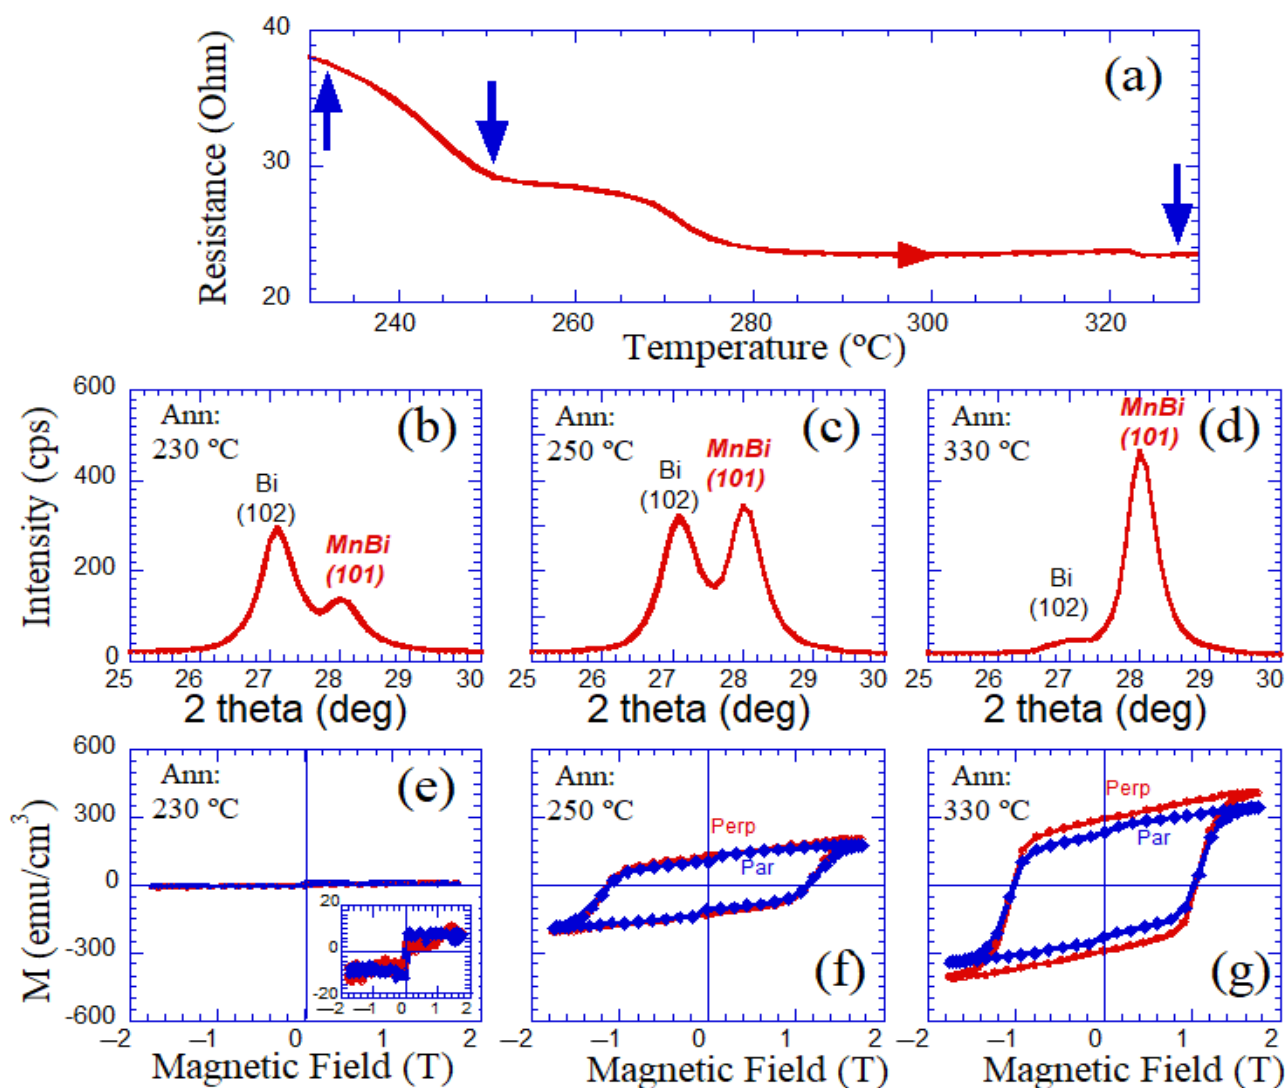 40
30
20
Resistance (Ohm)
(a)
240
260
280
300
320
Temperature (ºC)
600
400
200
0
Intensity (cps)
Ann:
230 ºC
(b)
Bi
(102)
MnBi
(101)
25
26
27
28
29
30
2 theta (deg)
Ann:
250 ºC
(c)
Bi
(102)
MnBi
(101)
25
26
27
28
29
30
2 theta (deg)
Ann:
330 ºC
(d)
MnBi
(101)
Bi
(102)
25
26
27
28
29
30
2 theta (deg)
600
300
0
-300
-600
M (emu/cm³)
Ann:
230 ºC
(e)
20
0
-20
−2
−1
0
1
2
−2
−1
0
1
2
Magnetic Field (T)
Ann:
250 ºC
Perp
Par
(f)
−2
−1
0
1
2
Magnetic Field (T)
Ann:
330 ºC
Perp
Par
(g)
−2
−1
0
1
2
Magnetic Field (T)